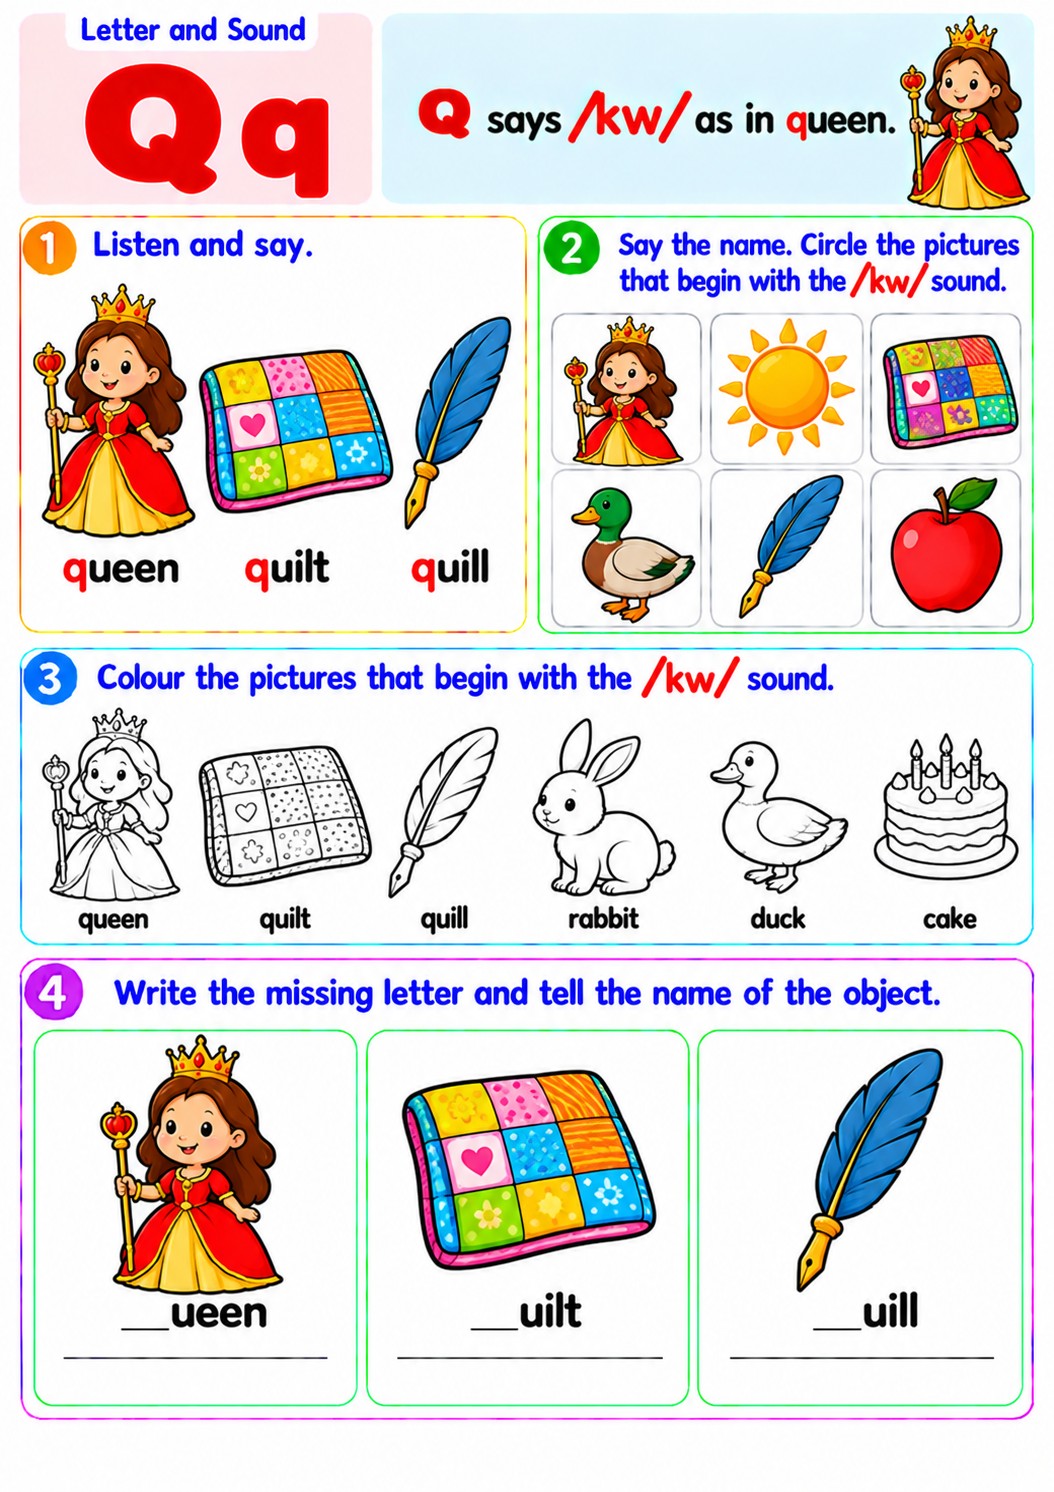 Letter and Sound
Qq
Q says /kw/ as in queen.
1 Listen and say.
queen quilt quill
2 Say the name. Circle the pictures
that begin with the /kw/ sound.
3 Colour the pictures that begin with the /kw/ sound.
queen quilt quill rabbit duck cake
4 Write the missing letter and tell the name of the object.
__ueen __uilt __uill